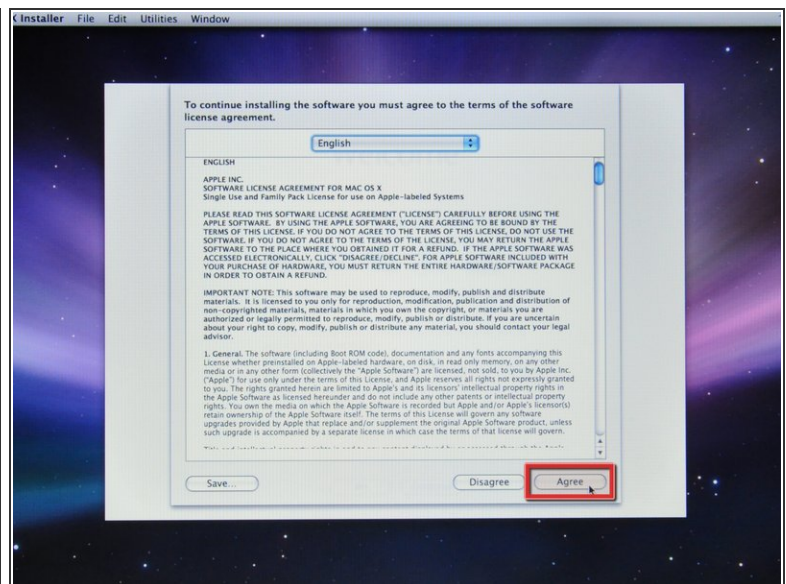 Installer File Edit Utilities Window
To continue installing the software you must agree to the terms of the software
license agreement.
English
ENGLISH
APPLE INC.
SOFTWARE LICENSE AGREEMENT FOR MAC OS X
Single Use and Family Pack License for use on Apple-labeled Systems
PLEASE READ THIS SOFTWARE LICENSE AGREEMENT ("LICENSE") CAREFULLY BEFORE USING THE
APPLE SOFTWARE. BY USING THE APPLE SOFTWARE, YOU ARE AGREEING TO BE BOUND BY THE
TERMS OF THIS LICENSE. IF YOU DO NOT AGREE TO THE TERMS OF THIS LICENSE, DO NOT USE THE
SOFTWARE. IF YOU DO NOT AGREE TO THE TERMS OF THE LICENSE, YOU MAY RETURN THE APPLE
SOFTWARE TO THE PLACE WHERE YOU OBTAINED IT FOR A REFUND. IF THE APPLE SOFTWARE WAS
ACCESSED ELECTRONICALLY, CLICK "DISAGREE/DECLINE". FOR APPLE SOFTWARE INCLUDED WITH
YOUR PURCHASE OF HARDWARE, YOU MUST RETURN THE ENTIRE HARDWARE/SOFTWARE PACKAGE
IN ORDER TO OBTAIN A REFUND.
IMPORTANT NOTE: This software may be used to reproduce, modify, publish and distribute
materials. It is licensed to you only for reproduction, modification, publication and distribution of
non-copyrighted materials, materials in which you own the copyright, or materials you are
authorized or legally permitted to reproduce, modify, publish or distribute. If you are uncertain
about your right to copy, modify, publish or distribute any material, you should contact your legal
advisor.
1. General. The software (including Boot ROM code), documentation and any fonts accompanying this
License whether preinstalled on Apple-labeled hardware, on disk, in read only memory, on any other
media or in any other form (collectively the "Apple Software") are licensed, not sold, to you by Apple Inc.
("Apple") for use only under the terms of this License, and Apple reserves all rights not expressly granted
to you. The rights granted herein are limited to Apple's and its licensors' intellectual property rights in
the Apple Software as licensed hereunder and do not include any other patents or intellectual property
rights. You own the media on which the Apple Software is recorded but Apple and/or Apple's licensor(s)
retain ownership of the Apple Software itself. The terms of this License will govern any software
upgrades provided by Apple that replace and/or supplement the original Apple Software product, unless
such upgrade is accompanied by a separate license in which case the terms of that license will govern.
Save... Disagree Agree